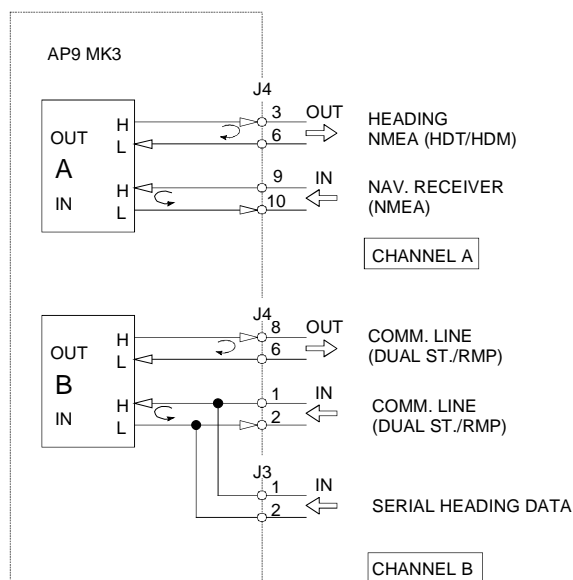 AP9 MK3
J4
OUT
A
IN
H
L
H
L
3
6
9
10
OUT
IN
HEADING
NMEA (HDT/HDM)
NAV. RECEIVER
(NMEA)
CHANNEL A
J4
OUT
B
IN
H
L
H
L
8
6
1
2
OUT
IN
COMM. LINE
(DUAL ST./RMP)
COMM. LINE
(DUAL ST./RMP)
J3
1
2
IN
SERIAL HEADING DATA
CHANNEL B